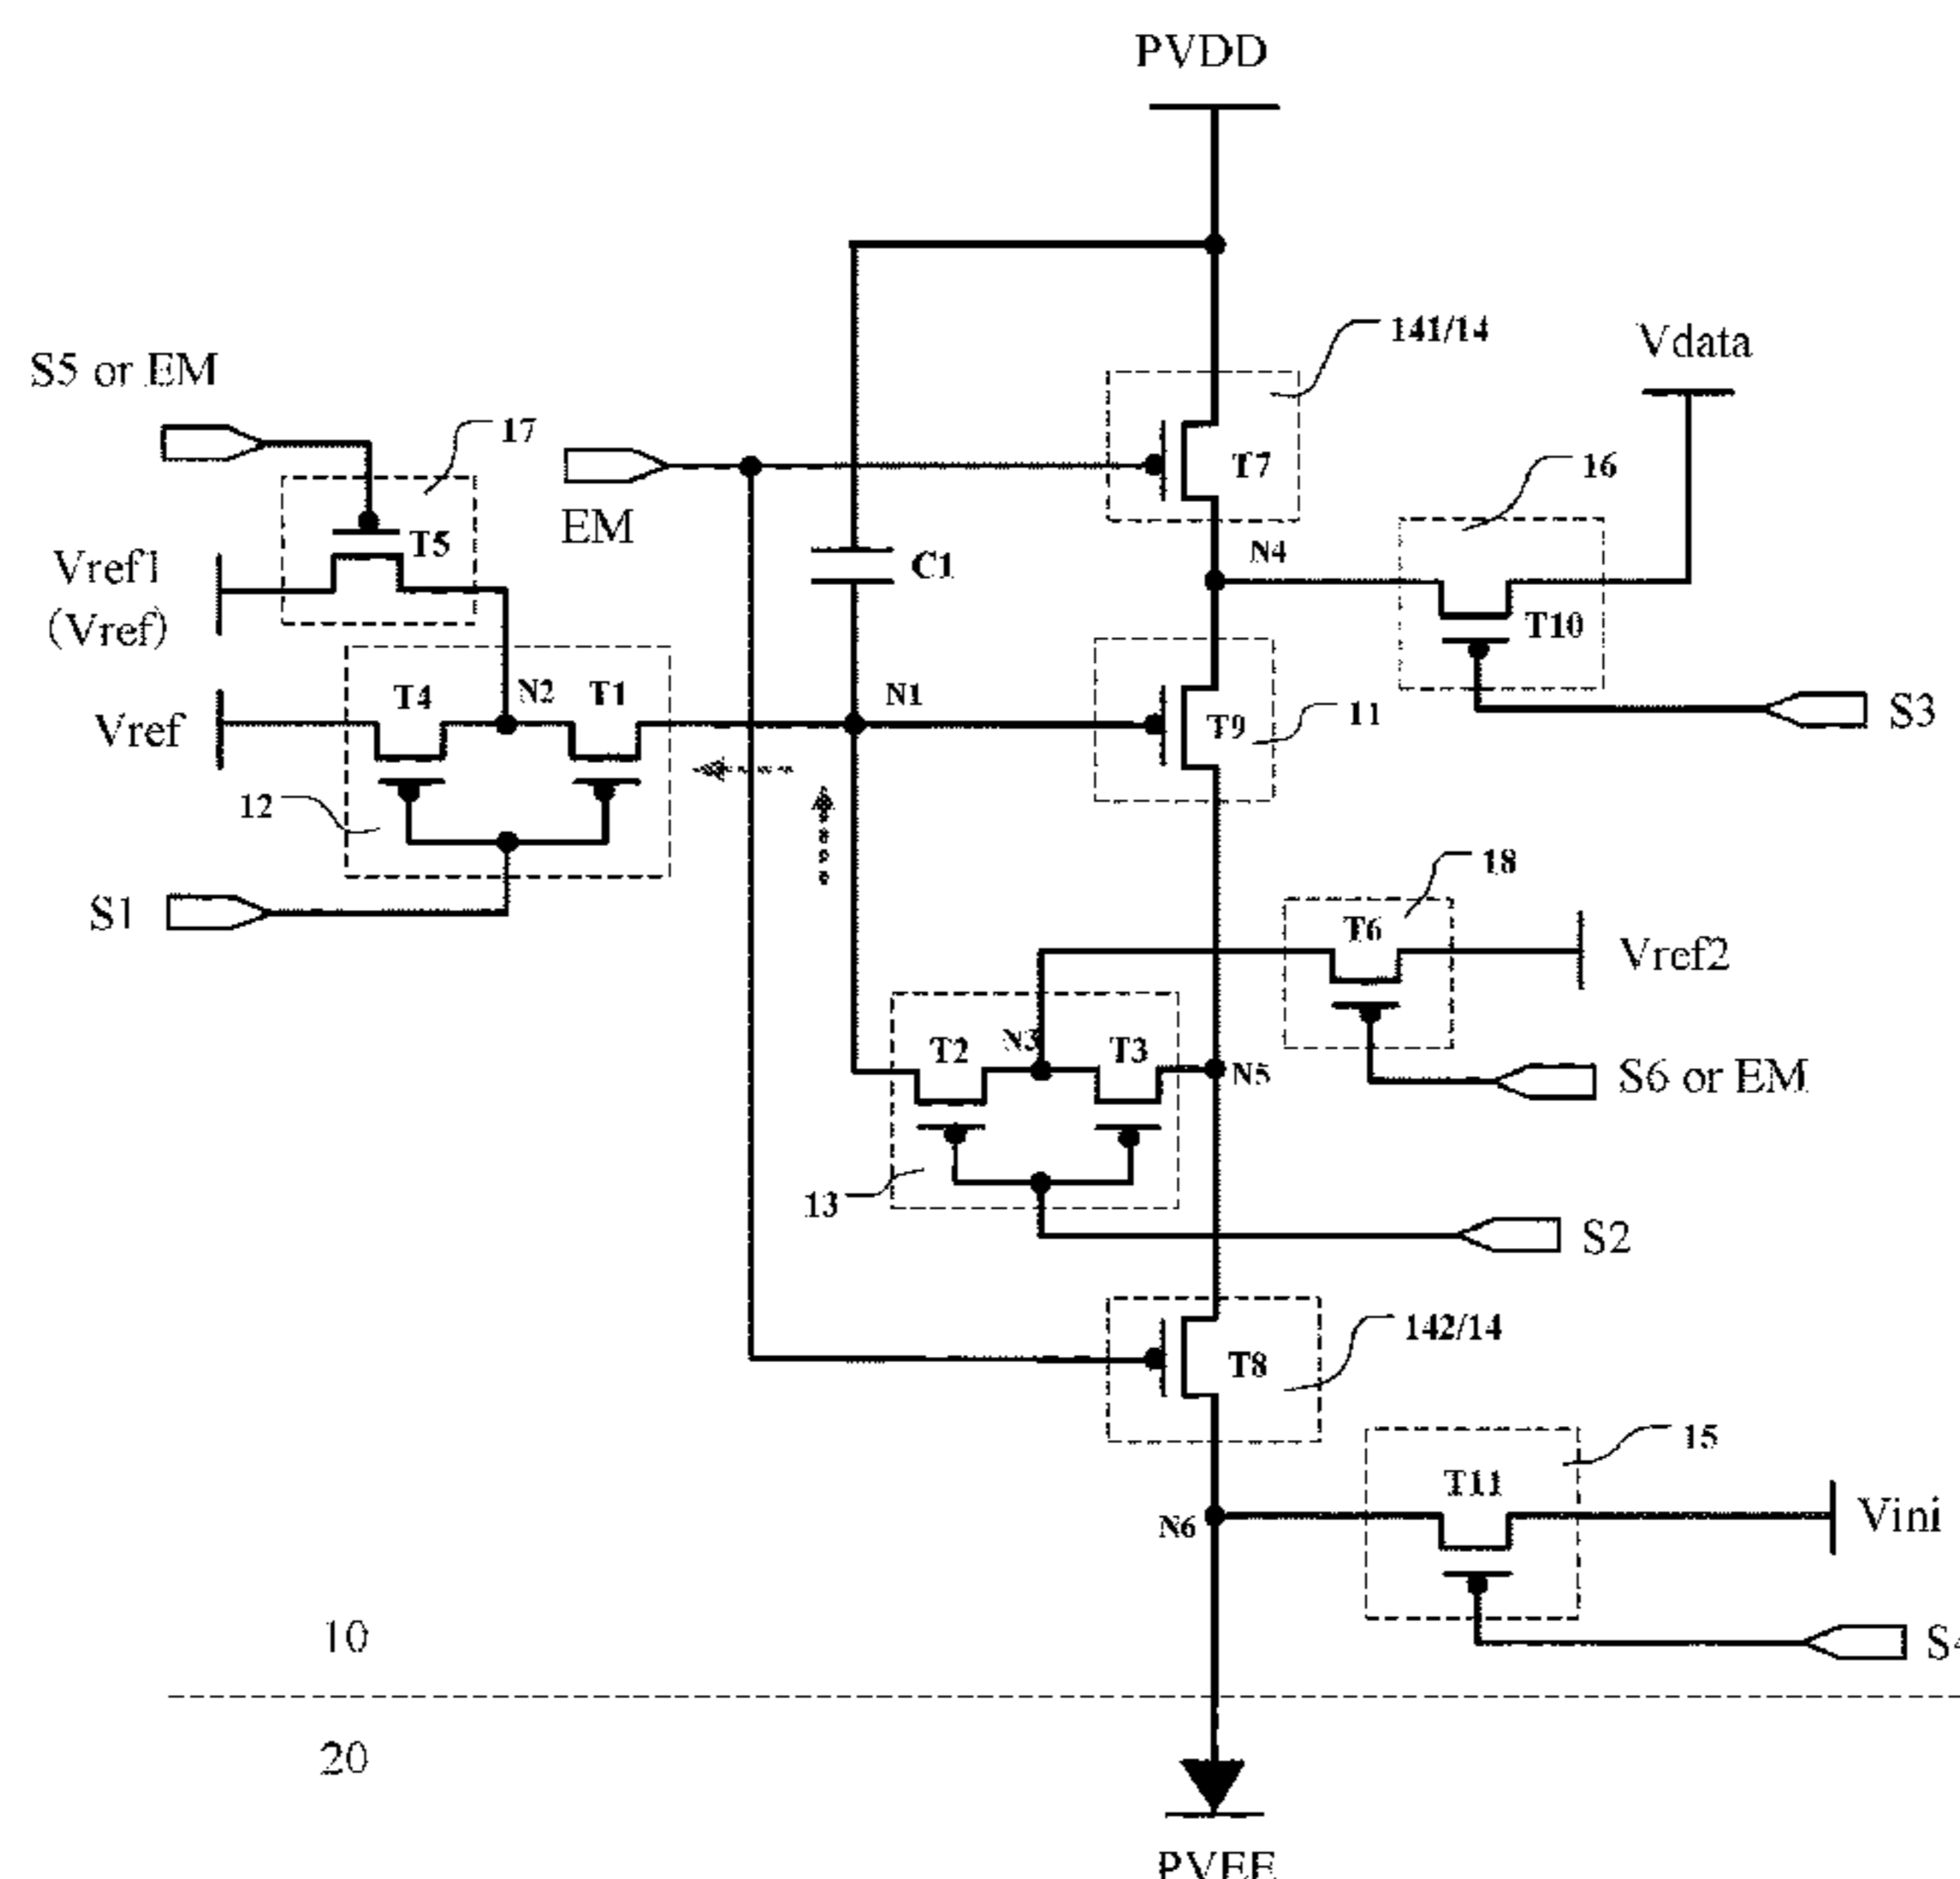 PVDD
141/14
Vdata
S5 or EM
17
16
T7
EM
T5
N4
C1
Vref1
(Vref)
T10
T4
N2
T1
N1
11
S3
Vref
T9
12
18
S1
T6
Vref2
T2
N3
T3
N5
S6 or EM
13
S2
142/14
T8
15
T11
N6
Vini
10
S4
20
PVEE